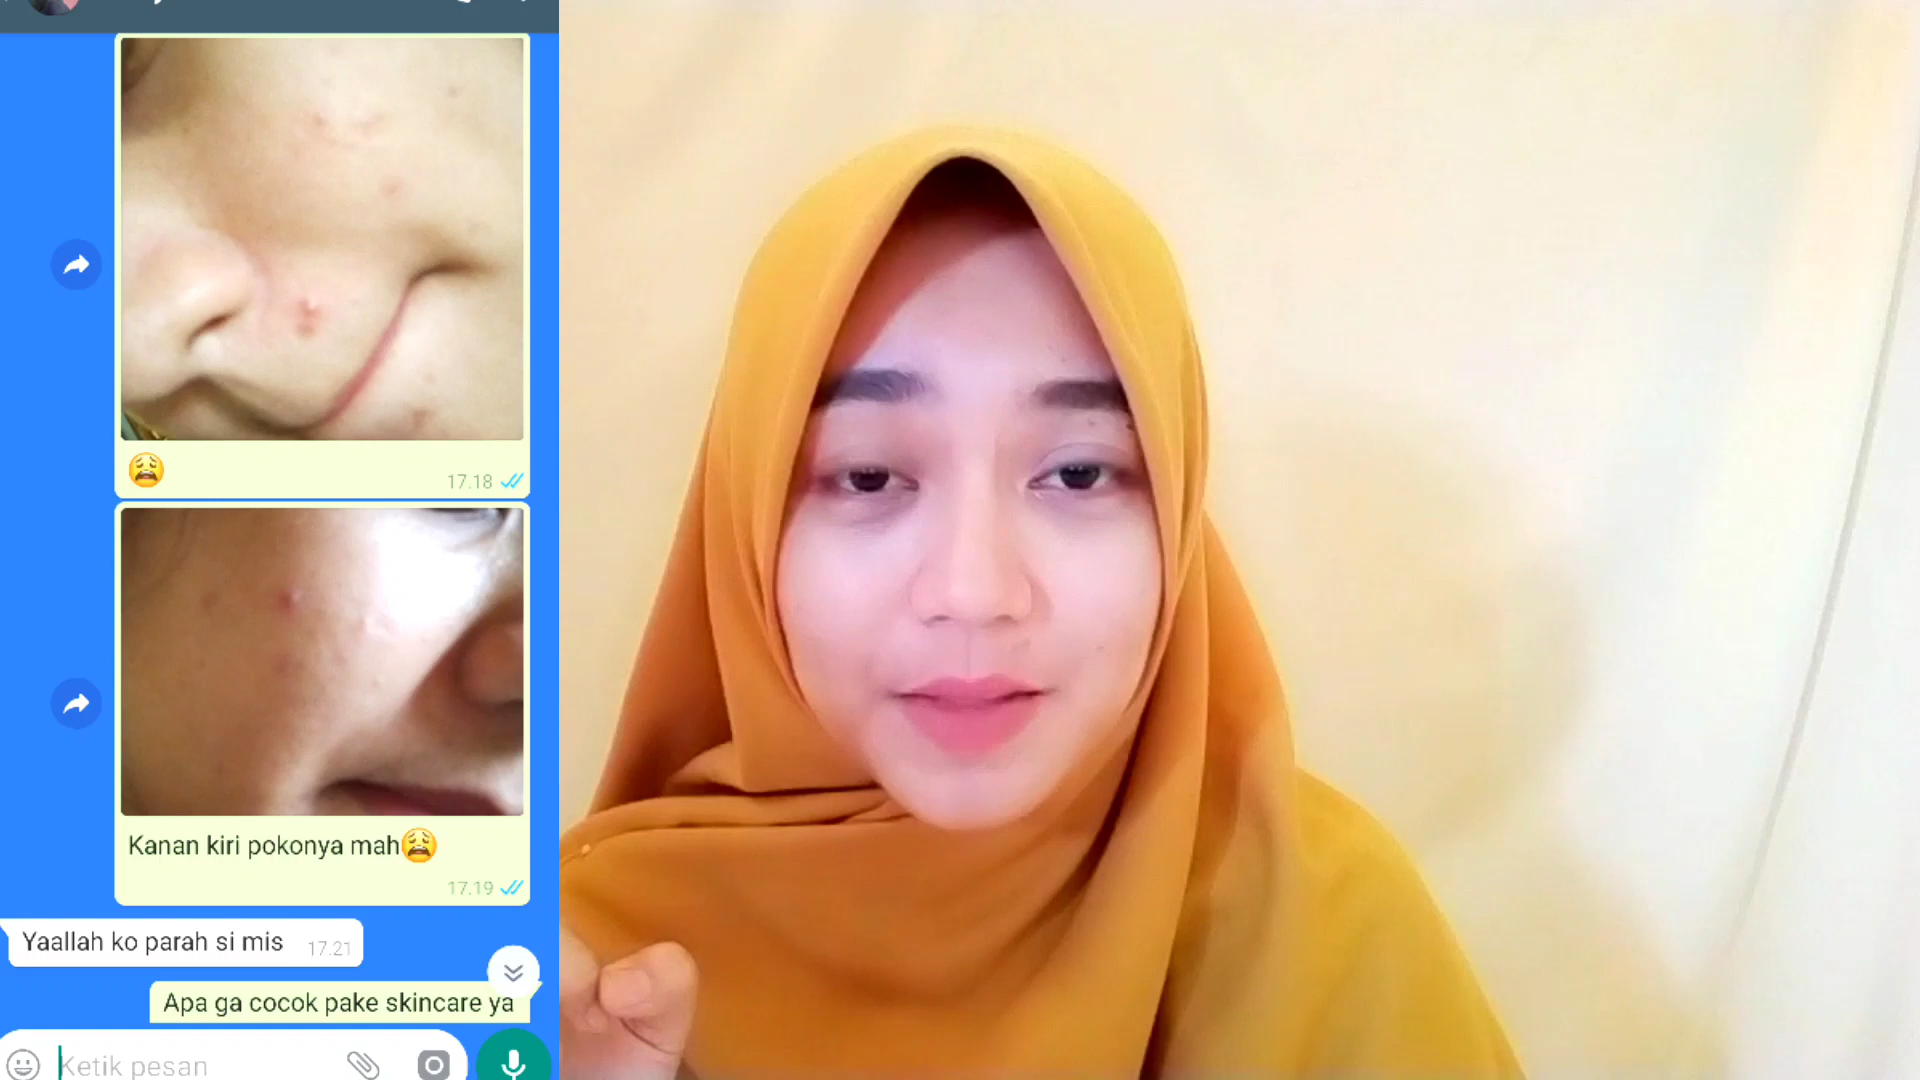 😩
17.18
Kanan kiri pokonya mah😩
17.19
Yaallah ko parah si mis
17.21
Apa ga cocok pake skincare ya
Ketik pesan